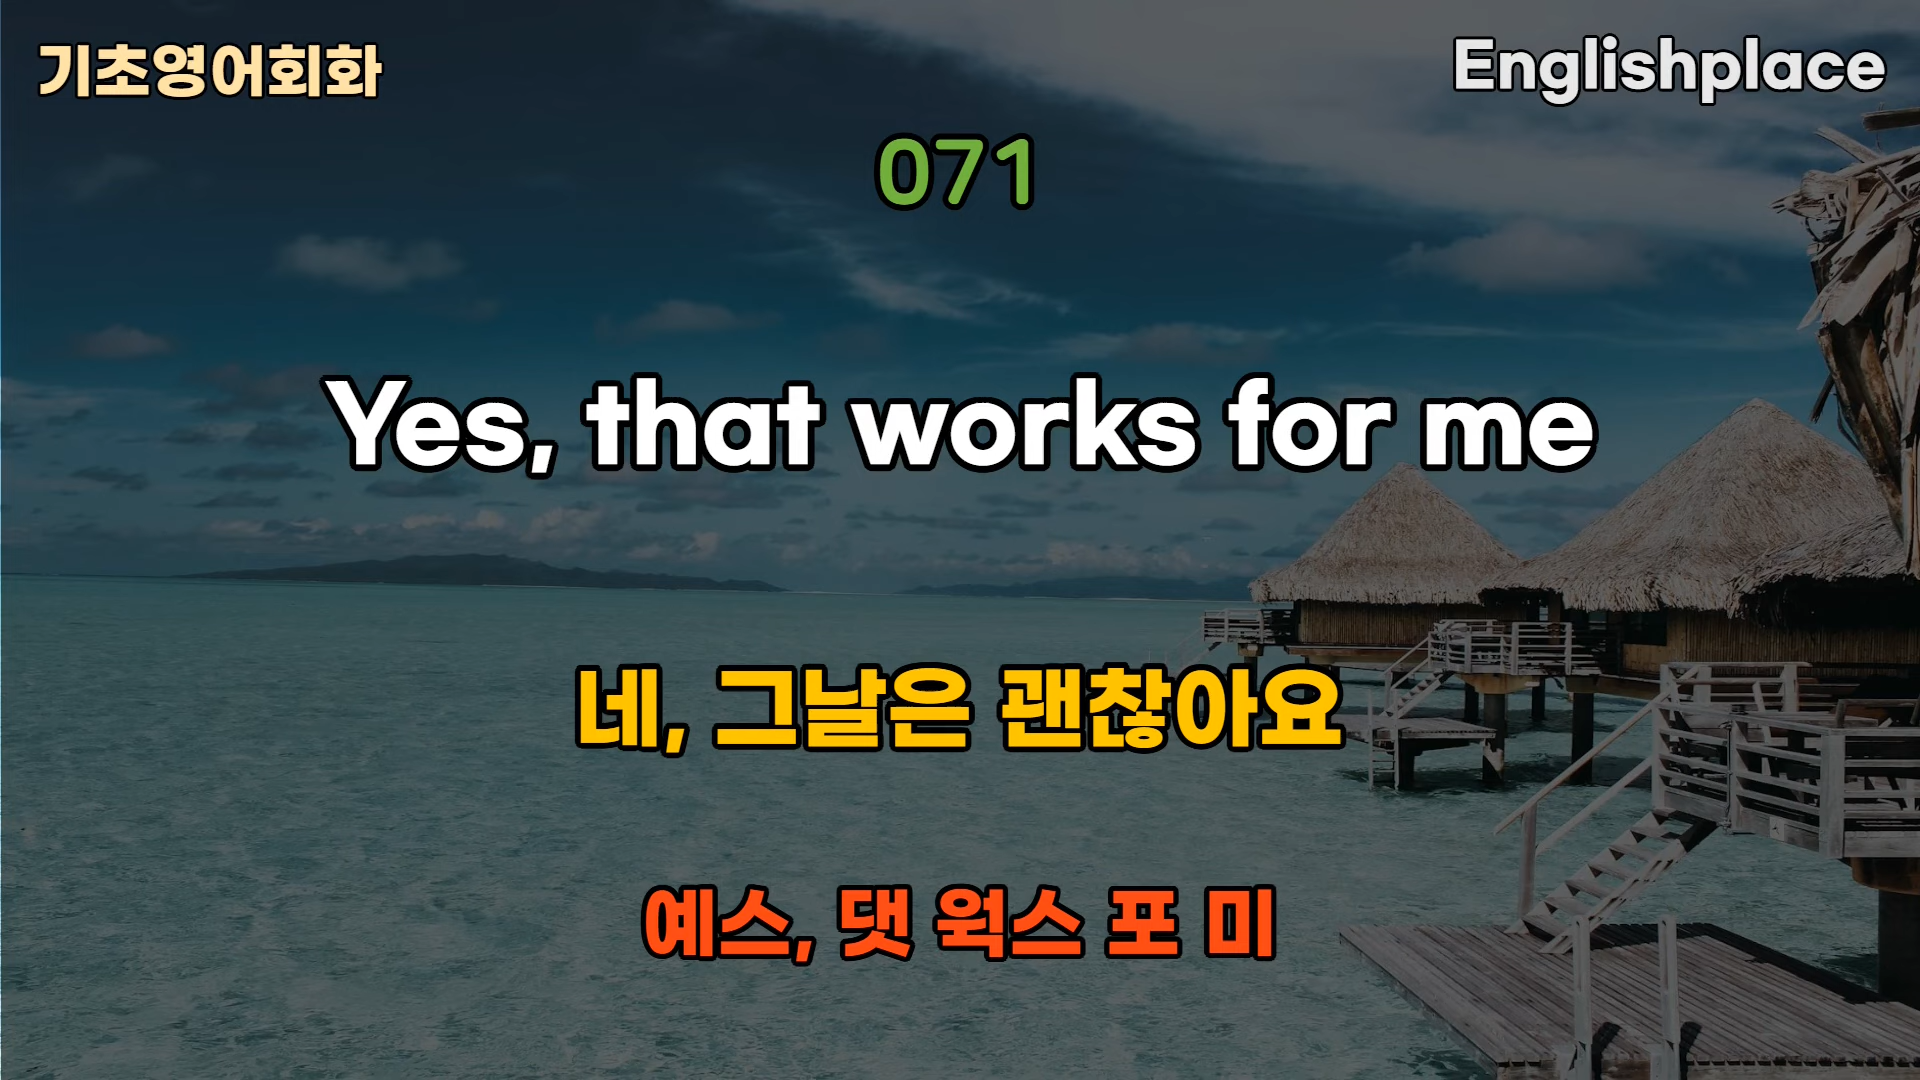 기초영어회화
Englishplace
071
Yes, that works for me
네, 그날은 괜찮아요
예스, 댓 웍스 포 미